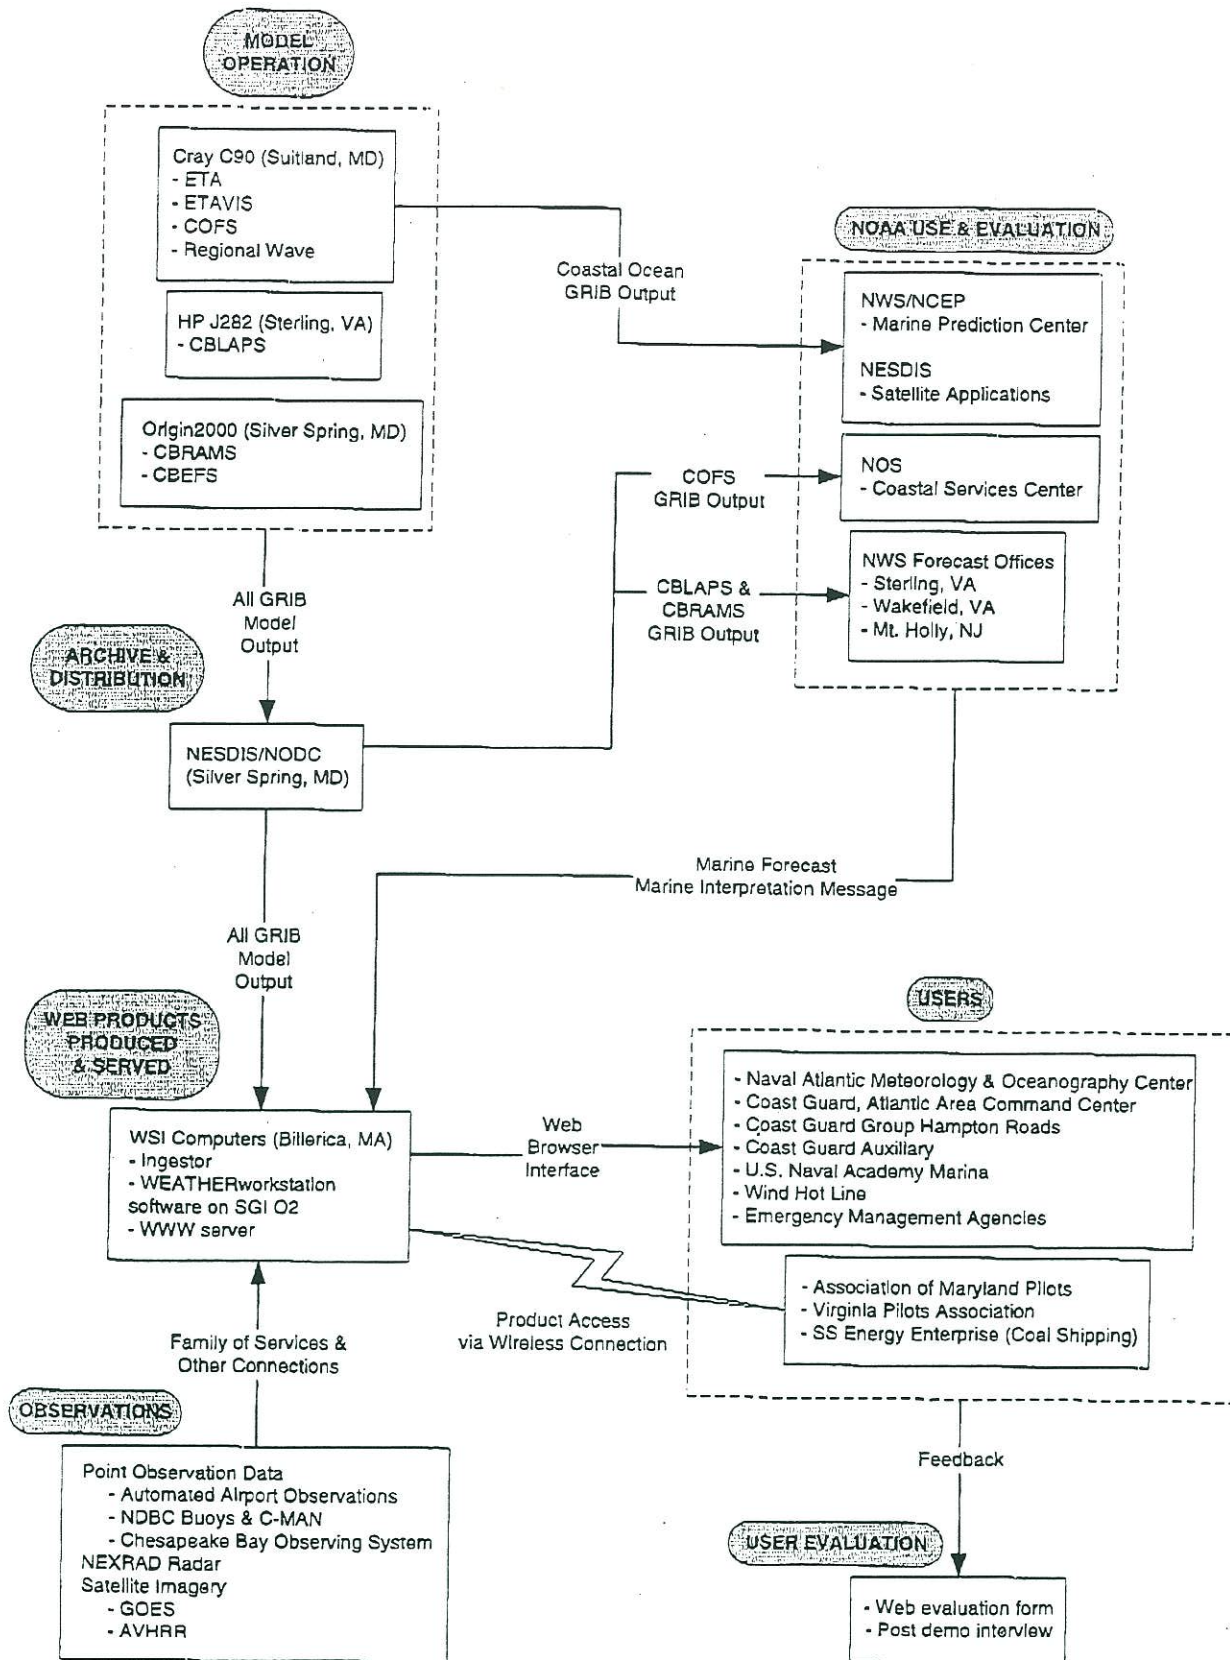 MODEL
OPERATION
Cray C90 (Suitland, MD)
- ETA
- ETAVIS
- COFS
- Regional Wave
HP J282 (Sterling, VA)
- CBLAPS
Origin2000 (Silver Spring, MD)
- CBRAMS
- CBEFS
Coastal Ocean
GRIB Output
NOAA USE & EVALUATION
NWS/NCEP
- Marine Prediction Center
NESDIS
- Satellite Applications
COFS
GRIB Output
NOS
- Coastal Services Center
CBLAPS &
CBRAMS
GRIB Output
NWS Forecast Offices
- Sterling, VA
- Wakefield, VA
- Mt. Holly, NJ
All GRIB
Model
Output
ARCHIVE &
DISTRIBUTION
NESDIS/NODC
(Silver Spring, MD)
Marine Forecast
Marine Interpretation Message
All GRIB
Model
Output
WEB PRODUCTS
PRODUCED
& SERVED
WSI Computers (Billerica, MA)
- Ingestor
- WEATHERworkstation
software on SGI O2
- WWW server
Web
Browser
Interface
USERS
- Naval Atlantic Meteorology & Oceanography Center
- Coast Guard, Atlantic Area Command Center
- Coast Guard Group Hampton Roads
- Coast Guard Auxiliary
- U.S. Naval Academy Marina
- Wind Hot Line
- Emergency Management Agencies
Product Access
via Wireless Connection
- Association of Maryland Pilots
- Virginia Pilots Association
- SS Energy Enterprise (Coal Shipping)
Family of Services &
Other Connections
OBSERVATIONS
Point Observation Data
- Automated Airport Observations
- NDBC Buoys & C-MAN
- Chesapeake Bay Observing System
NEXRAD Radar
Satellite Imagery
- GOES
- AVHRR
Feedback
USER EVALUATION
- Web evaluation form
- Post demo interview